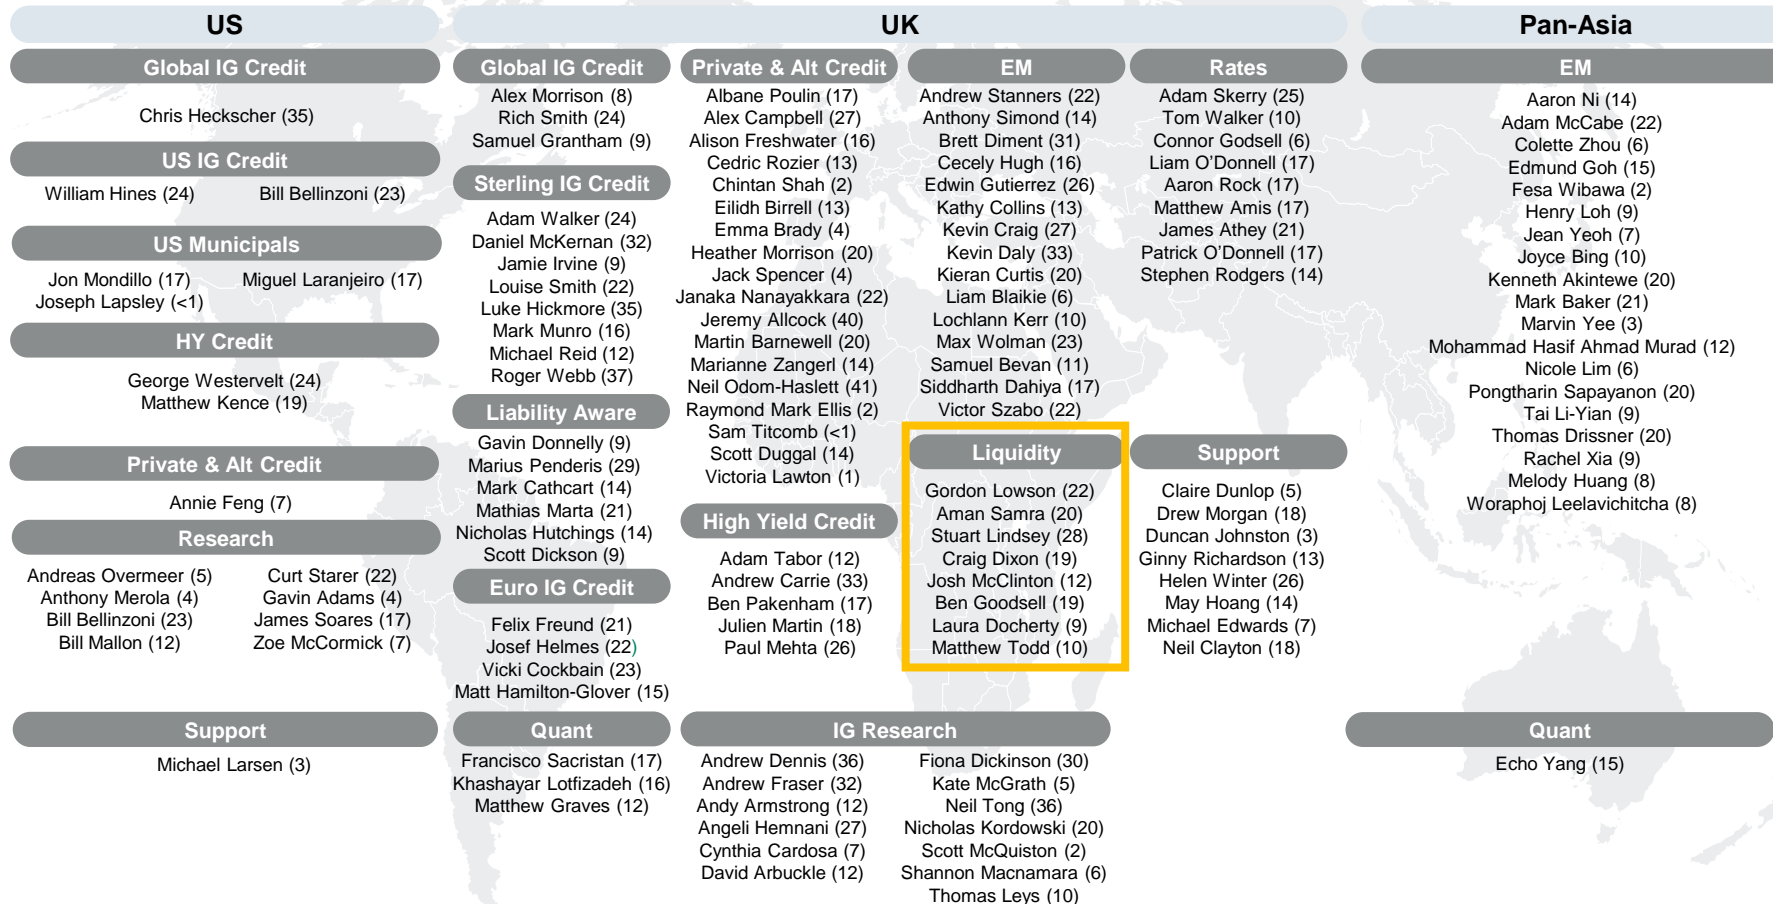 US
Global IG Credit
Chris Heckscher (35)
US IG Credit
William Hines (24)
Bill Bellinzoni (23)
US Municipals
Jon Mondillo (17)
Miguel Laranjeiro (17)
Joseph Lapsley (<1)
HY Credit
George Westervelt (24)
Matthew Kence (19)
Private & Alt Credit
Annie Feng (7)
Research
Andreas Overmeer (5)
Anthony Merola (4)
Bill Bellinzoni (23)
Bill Mallon (12)
Curt Starer (22)
Gavin Adams (4)
James Soares (17)
Zoe McCormick (7)
Support
Michael Larsen (3)
UK
Global IG Credit
Alex Morrison (8)
Rich Smith (24)
Samuel Grantham (9)
Sterling IG Credit
Adam Walker (24)
Daniel McKernan (32)
Jamie Irvine (9)
Louise Smith (22)
Luke Hickmore (35)
Mark Munro (16)
Michael Reid (12)
Roger Webb (37)
Liability Aware
Gavin Donnelly (9)
Marius Penderis (29)
Mark Cathcart (14)
Mathias Marta (21)
Nicholas Hutchings (14)
Scott Dickson (9)
Euro IG Credit
Felix Freund (21)
Josef Helmes (22)
Vicki Cockbain (23)
Matt Hamilton-Glover (15)
Quant
Francisco Sacristan (17)
Khashayar Lotfizadeh (16)
Matthew Graves (12)
Private & Alt Credit
Albane Poulin (17)
Alex Campbell (27)
Alison Freshwater (16)
Cedric Rozier (13)
Chintan Shah (2)
Eilidh Birrell (13)
Emma Brady (4)
Heather Morrison (20)
Jack Spencer (4)
Janaka Nanayakkara (22)
Jeremy Allcock (40)
Martin Barnewell (20)
Marianne Zangerl (14)
Neil Odom-Haslett (41)
Raymond Mark Ellis (2)
Sam Titcomb (<1)
Scott Duggal (14)
Victoria Lawton (1)
High Yield Credit
Adam Tabor (12)
Andrew Carrie (33)
Ben Pakenham (17)
Julien Martin (18)
Paul Mehta (26)
EM
Andrew Stanners (22)
Anthony Simond (14)
Brett Diment (31)
Cecely Hugh (16)
Edwin Gutierrez (26)
Kathy Collins (13)
Kevin Craig (27)
Kevin Daly (33)
Kieran Curtis (20)
Liam Blaikie (6)
Lochlann Kerr (10)
Max Wolman (23)
Samuel Bevan (11)
Siddharth Dahiya (17)
Victor Szabo (22)
Liquidity
Gordon Lowson (22)
Aman Samra (20)
Stuart Lindsey (28)
Craig Dixon (19)
Josh McClinton (12)
Ben Goodsell (19)
Laura Docherty (9)
Matthew Todd (10)
Rates
Adam Skerry (25)
Tom Walker (10)
Connor Godsell (6)
Liam O’Donnell (17)
Aaron Rock (17)
Matthew Amis (17)
James Athey (21)
Patrick O’Donnell (17)
Stephen Rodgers (14)
Support
Claire Dunlop (5)
Drew Morgan (18)
Duncan Johnston (3)
Ginny Richardson (13)
Helen Winter (26)
May Hoang (14)
Michael Edwards (7)
Neil Clayton (18)
IG Research
Andrew Dennis (36)
Andrew Fraser (32)
Andy Armstrong (12)
Angeli Hemnani (27)
Cynthia Cardosa (7)
David Arbuckle (12)
Fiona Dickinson (30)
Kate McGrath (5)
Neil Tong (36)
Nicholas Kordowski (20)
Scott McQuiston (2)
Shannon Macnamara (6)
Thomas Leys (10)
Pan-Asia
EM
Aaron Ni (14)
Adam McCabe (22)
Colette Zhou (6)
Edmund Goh (15)
Fesa Wibawa (2)
Henry Loh (9)
Jean Yeoh (7)
Joyce Bing (10)
Kenneth Akintewe (20)
Mark Baker (21)
Marvin Yee (3)
Mohammad Hasif Ahmad Murad (12)
Nicole Lim (6)
Pongtharin Sapayanon (20)
Tai Li-Yian (9)
Thomas Drissner (20)
Rachel Xia (9)
Melody Huang (8)
Woraphoj Leelavichitcha (8)
Quant
Echo Yang (15)